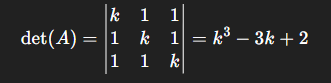 det(A) = |k 1 1; 1 k 1; 1 1 k| = k³ − 3k + 2